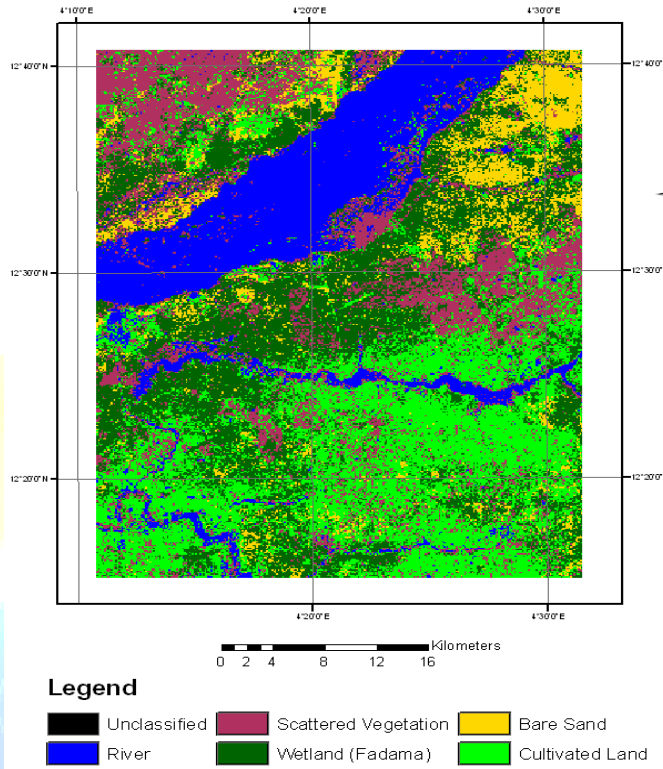 4°10'0"E 4°20'0"E 4°30'0"E
12°40'0"N 12°40'0"
12°30'0"N 12°30'0"
12°20'0"N 12°20'0"
4°20'0"E 4°30'0"E
Kilometers
0 2 4 8 12 16
Legend
Unclassified Scattered Vegetation Bare Sand
River Wetland (Fadama) Cultivated Land